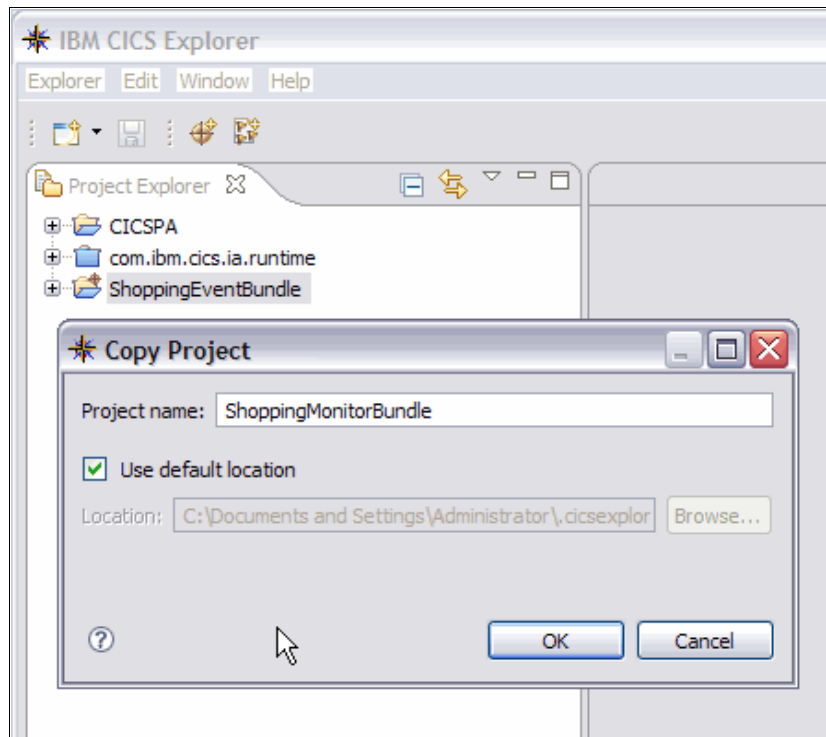 IBM CICS Explorer
Explorer Edit Window Help
Project Explorer
CICSPA
com.ibm.cics.ia.runtime
ShoppingEventBundle
Copy Project
Project name: ShoppingMonitorBundle
Use default location
Location: C:\Documents and Settings\Administrator\.cicsexplor Browse...
?
OK Cancel